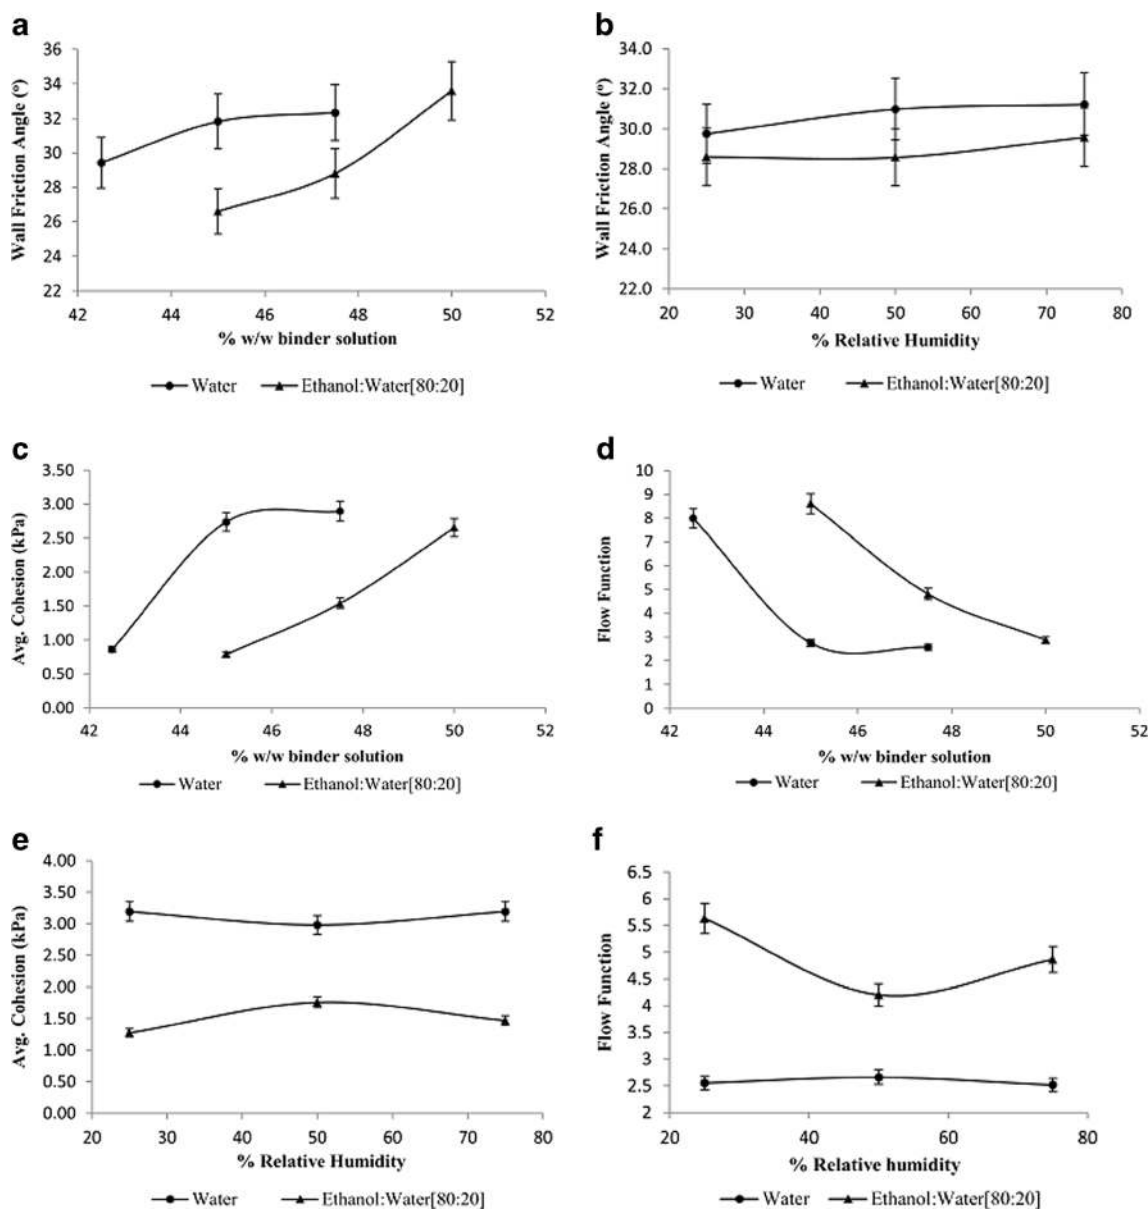 a
36
34
32
30
28
26
24
22
42 44 46 48 50 52
Wall Friction Angle (º)
% w/w binder solution
Water Ethanol:Water[80:20]
b
34.0
32.0
30.0
28.0
26.0
24.0
22.0
20 30 40 50 60 70 80
Wall Friction Angle (º)
% Relative Humidity
Water Ethanol:Water[80:20]
c
3.50
3.00
2.50
2.00
1.50
1.00
0.50
0.00
42 44 46 48 50 52
Avg. Cohesion (kPa)
% w/w binder solution
Water Ethanol:Water[80:20]
d
10
9
8
7
6
5
4
3
2
1
0
42 44 46 48 50 52
Flow Function
% w/w binder solution
Water Ethanol:Water[80:20]
e
4.00
3.50
3.00
2.50
2.00
1.50
1.00
0.50
0.00
20 30 40 50 60 70 80
Avg. Cohesion (kPa)
% Relative Humidity
Water Ethanol:Water[80:20]
f
6.5
6
5.5
5
4.5
4
3.5
3
2.5
2
20 40 60 80
Flow Function
% Relative humidity
Water Ethanol:Water[80:20]